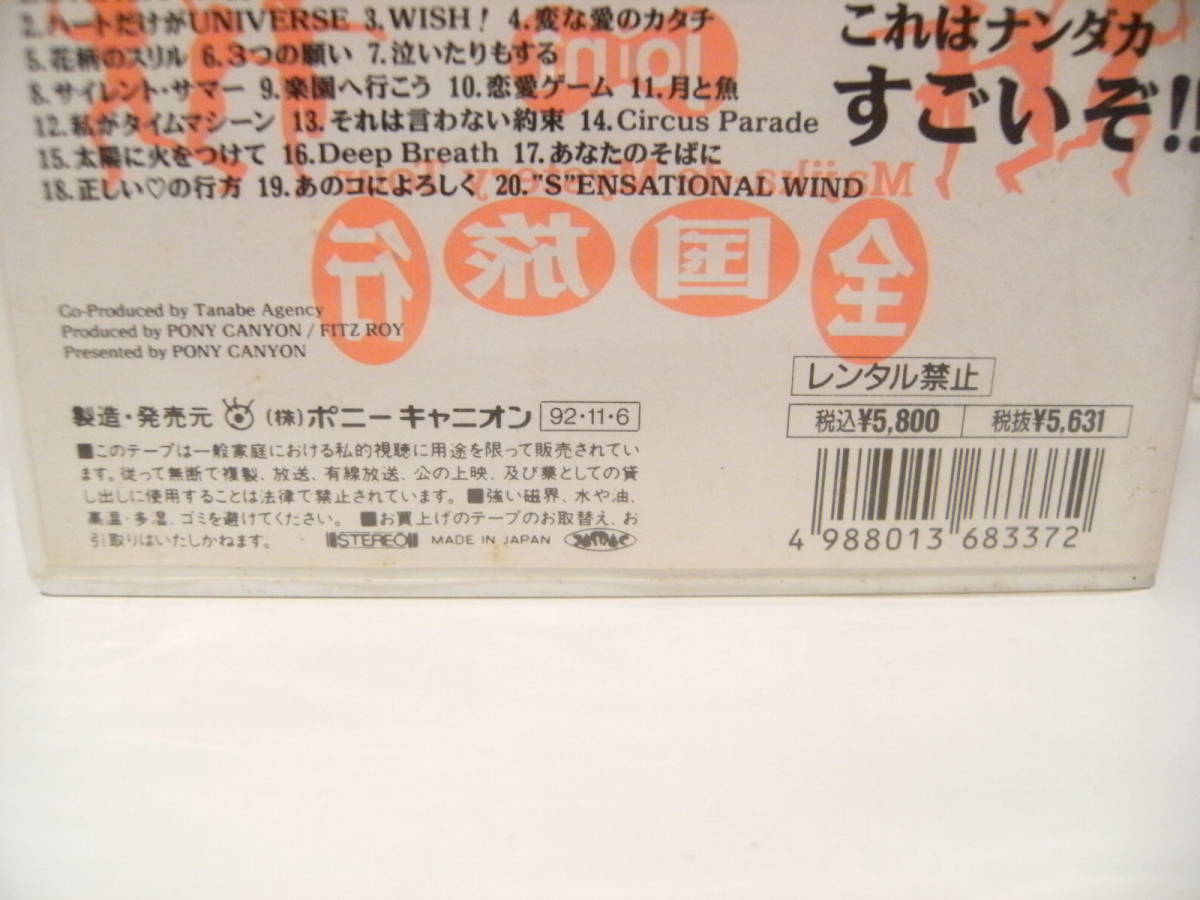 2.ハートだけがUNIVERSE 3.WISH! 4.変な愛のカタチ
5.花柄のスリル 6.3つの願い 7.泣いたりもする
8.サイレント・サマー 9.楽園へ行こう 10.恋愛ゲーム 11.月と魚
12.私がタイムマシーン 13.それは言わない約束 14.Circus Parade
15.太陽に火をつけて 16.Deep Breath 17.あなたのそばに
18.正しい♡の行方 19.あのコによろしく 20."S"ENSATIONAL WIND
これはナンダカ
すごいぞ!!
全国旅行
Co-Produced by Tanabe Agency
Produced by PONY CANYON / FITZ ROY
Presented by PONY CANYON
製造・発売元 (株)ポニーキャニオン 92・11・6
■このテープは一般家庭における私的視聴に用途を限って販売されてい
ます。従って無断で複製、放送、有線放送、公の上映、及び業としての貸
し出しに使用することは法律で禁止されています。■強い磁界、水や油、
高温・多湿、ゴミを避けてください。■お買上げのテープのお取替え、お
引取りはいたしかねます。 STEREO MADE IN JAPAN
レンタル禁止
税込¥5,800 税抜¥5,631
4 988013 683372